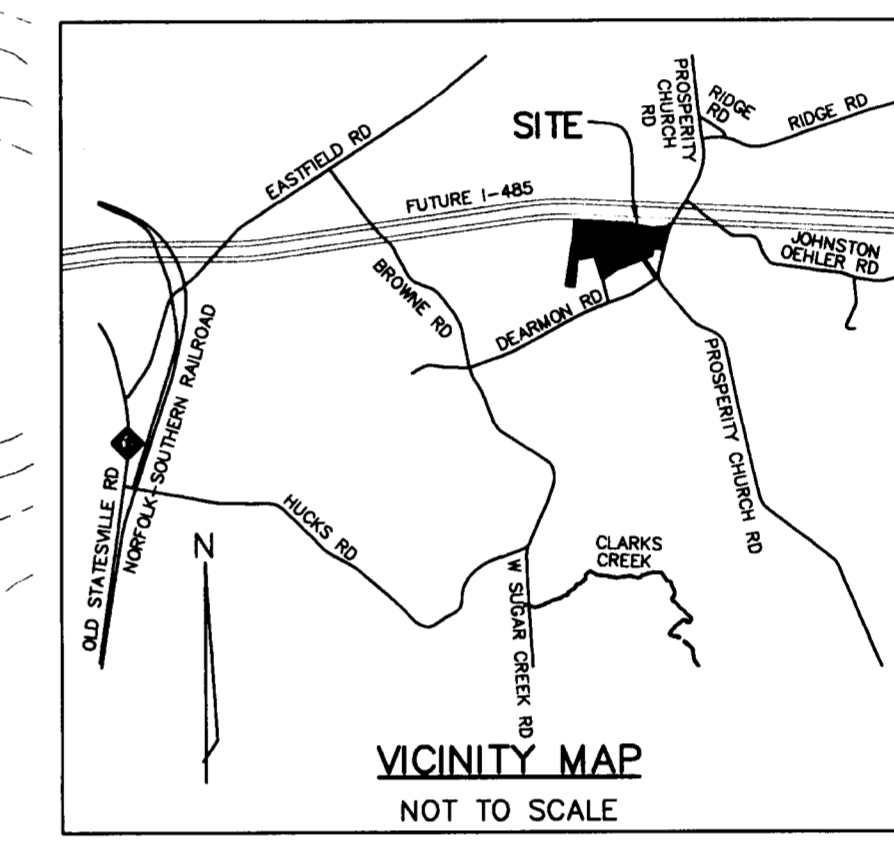 PROSPERITY
CHURCH
RD
RIDGE
RD
RIDGE RD
SITE
EASTFIELD RD
FUTURE I-485
JOHNSTON
OEHLER RD
BROWNE RD
DEARMON RD
NORFOLK-SOUTHERN RAILROAD
PROSPERITY CHURCH RD
OLD STATESVILLE RD
HUCKS RD
N
CLARKS
CREEK
W SUGAR CREEK RD
VICINITY MAP
NOT TO SCALE